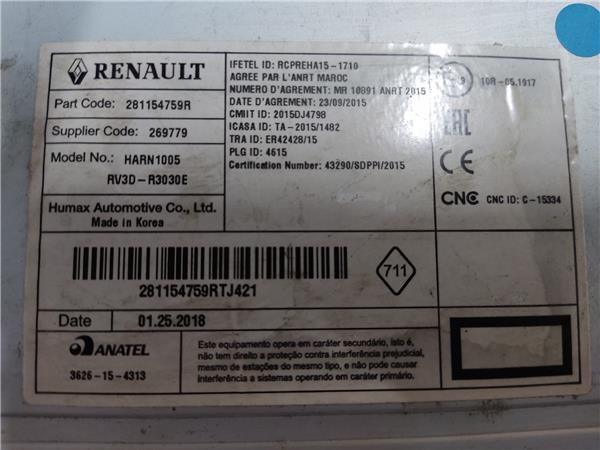 RENAULT
Part Code: 281154759R
Supplier Code: 269779
Model No.: HARN1005
RV3D-R3030E
Humax Automotive Co., Ltd.
Made in Korea
IFETEL ID: RCPREHA15-1710
AGREE PAR L'ANRT MAROC
NUMERO D'AGREMENT: MR 10891 ANRT 2015
DATE D'AGREMENT: 23/09/2015
CMIIT ID: 2015DJ4798
ICASA ID: TA-2015/1482
TRA ID: ER42428/15
PLG ID: 4615
Certification Number: 43290/SDPPI/2015
9 10R-05.1917
EAC
CE
CNC CNC ID: C-15334
281154759RTJ421
711
Date 01.25.2018
ANATEL
3626-15-4313
Este equipamento opera em caráter secundário, isto é,
não tem direito a proteção contra interferência prejudicial,
mesmo de estações do mesmo tipo, e não pode causar
interferência a sistemas operando em caráter primário.